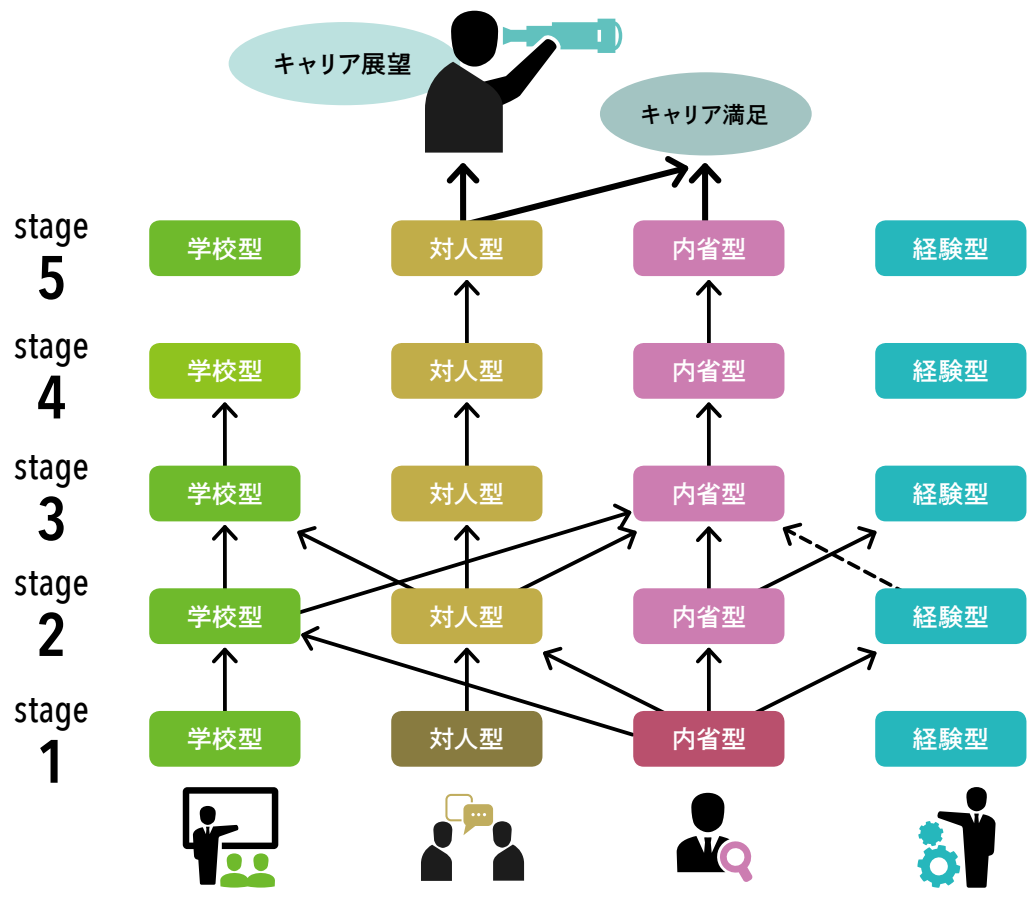 キャリア展望
キャリア満足
stage
5
学校型
対人型
内省型
経験型
stage
4
学校型
対人型
内省型
経験型
stage
3
学校型
対人型
内省型
経験型
stage
2
学校型
対人型
内省型
経験型
stage
1
学校型
対人型
内省型
経験型